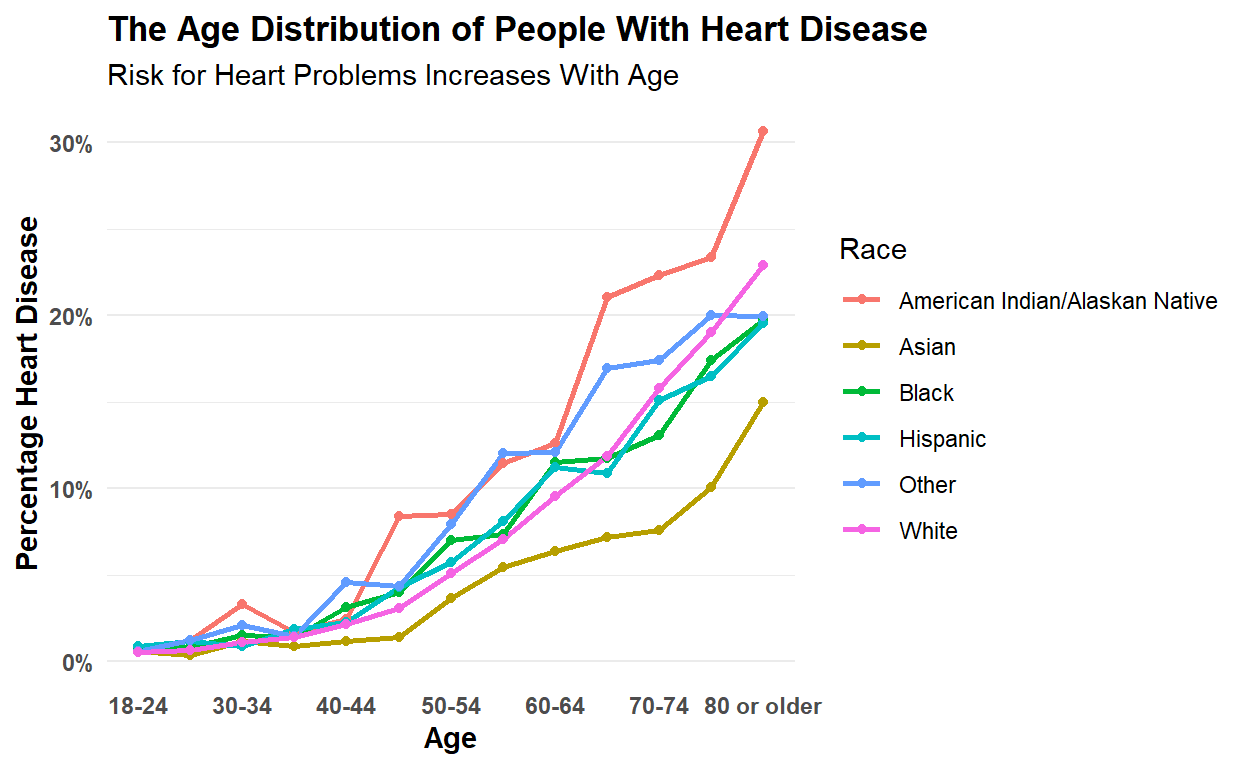 The Age Distribution of People With Heart Disease
Risk for Heart Problems Increases With Age
Percentage Heart Disease
30%
20%
10%
0%
18-24 30-34 40-44 50-54 60-64 70-74 80 or older
Age
Race
American Indian/Alaskan Native
Asian
Black
Hispanic
Other
White